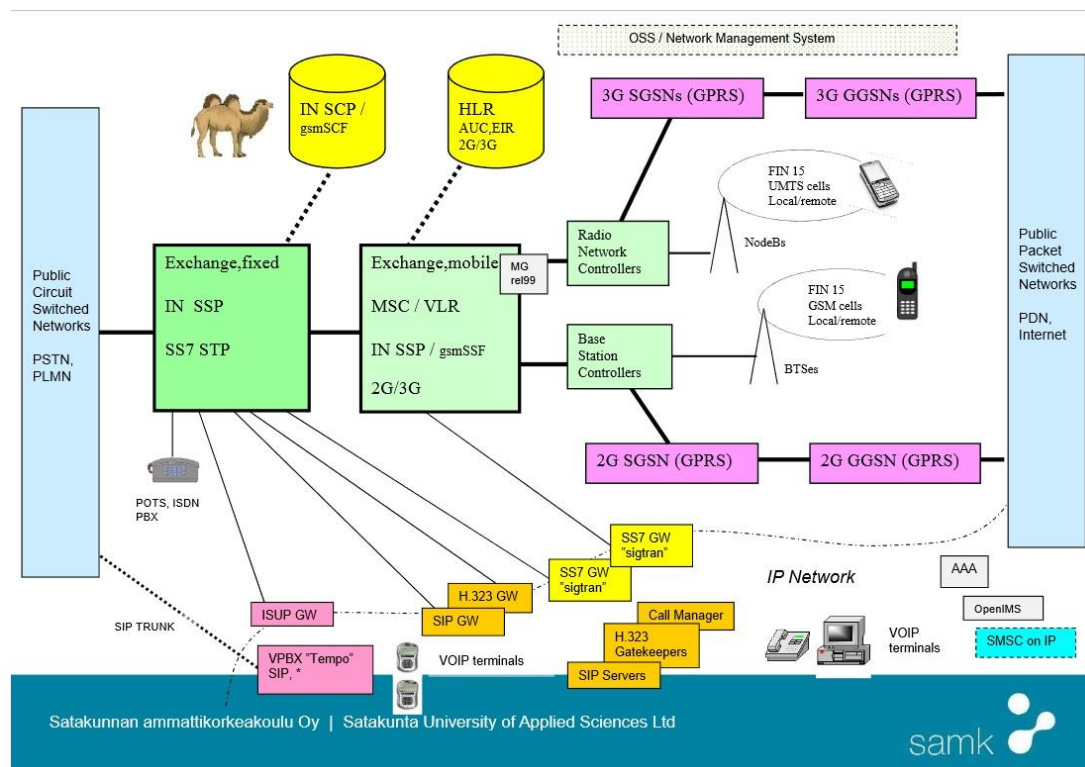 OSS / Network Management System
IN SCP /
gsmSCF
HLR
AUC,EIR
2G/3G
3G SGSNs (GPRS)
3G GGSNs (GPRS)
Public
Circuit
Switched
Networks
PSTN,
PLMN
Exchange,fixed
IN SSP
SS7 STP
Exchange,mobile
MSC / VLR
IN SSP / gsmSSF
2G/3G
MG
rel99
Radio
Network
Controllers
FIN 15
UMTS cells
Local/remote
NodeBs
Base
Station
Controllers
FIN 15
GSM cells
Local/remote
BTSes
Public
Packet
Switched
Networks
PDN,
Internet
2G SGSN (GPRS)
2G GGSN (GPRS)
POTS, ISDN
PBX
SS7 GW
"sigtran"
SS7 GW
"sigtran"
IP Network
AAA
H.323 GW
ISUP GW
SIP GW
Call Manager
OpenIMS
SIP TRUNK
H.323
Gatekeepers
VOIP
terminals
SMSC on IP
VPBX "Tempo"
SIP, *
VOIP terminals
SIP Servers
Satakunnan ammattikorkeakoulu Oy | Satakunta University of Applied Sciences Ltd
samk